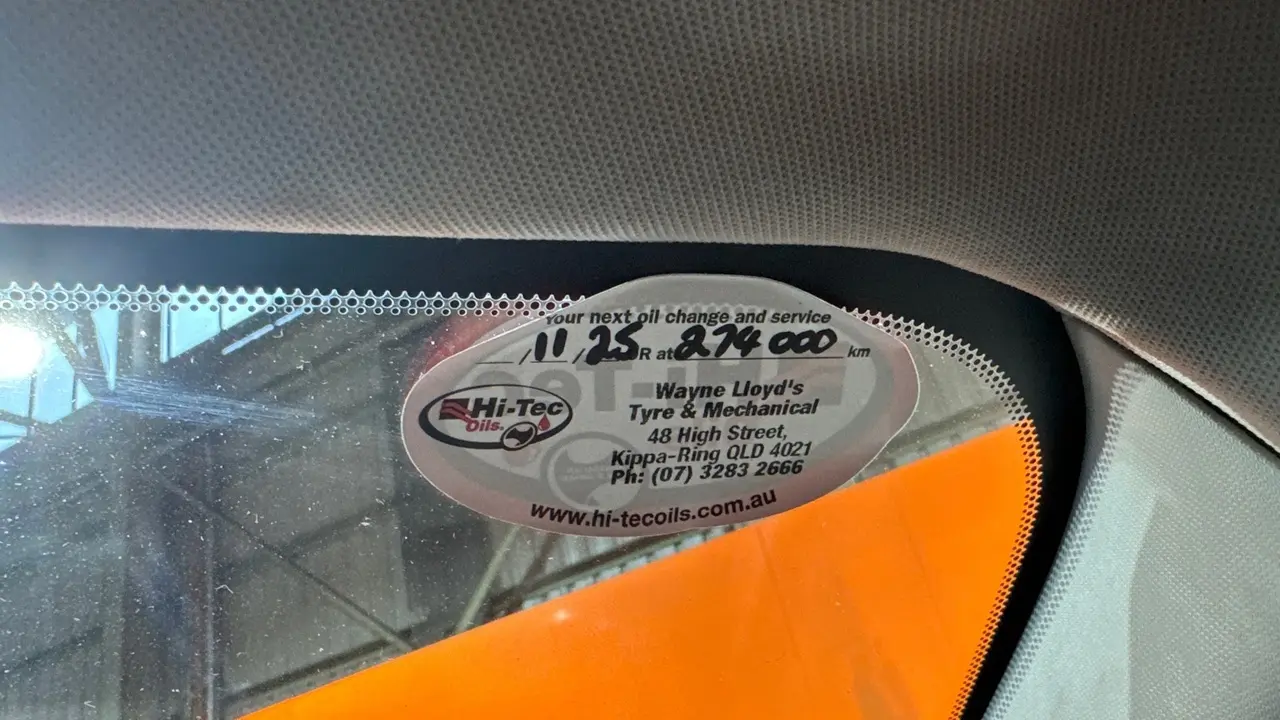 Your next oil change and service
/11/25 OR at 274 000 km
Hi-Tec
Oils
Wayne Lloyd's
Tyre & Mechanical
48 High Street,
Kippa-Ring QLD 4021
Ph: (07) 3283 2666
www.hi-tecoils.com.au